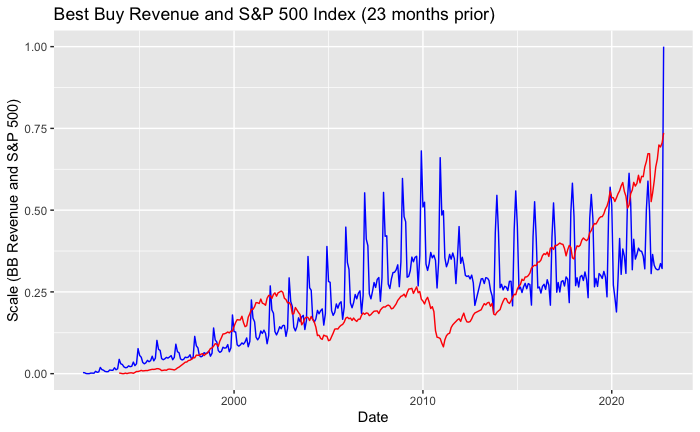 Best Buy Revenue and S&P 500 Index (23 months prior)
Scale (BB Revenue and S&P 500)
1.00
0.75
0.50
0.25
0.00
2000 2010 2020
Date